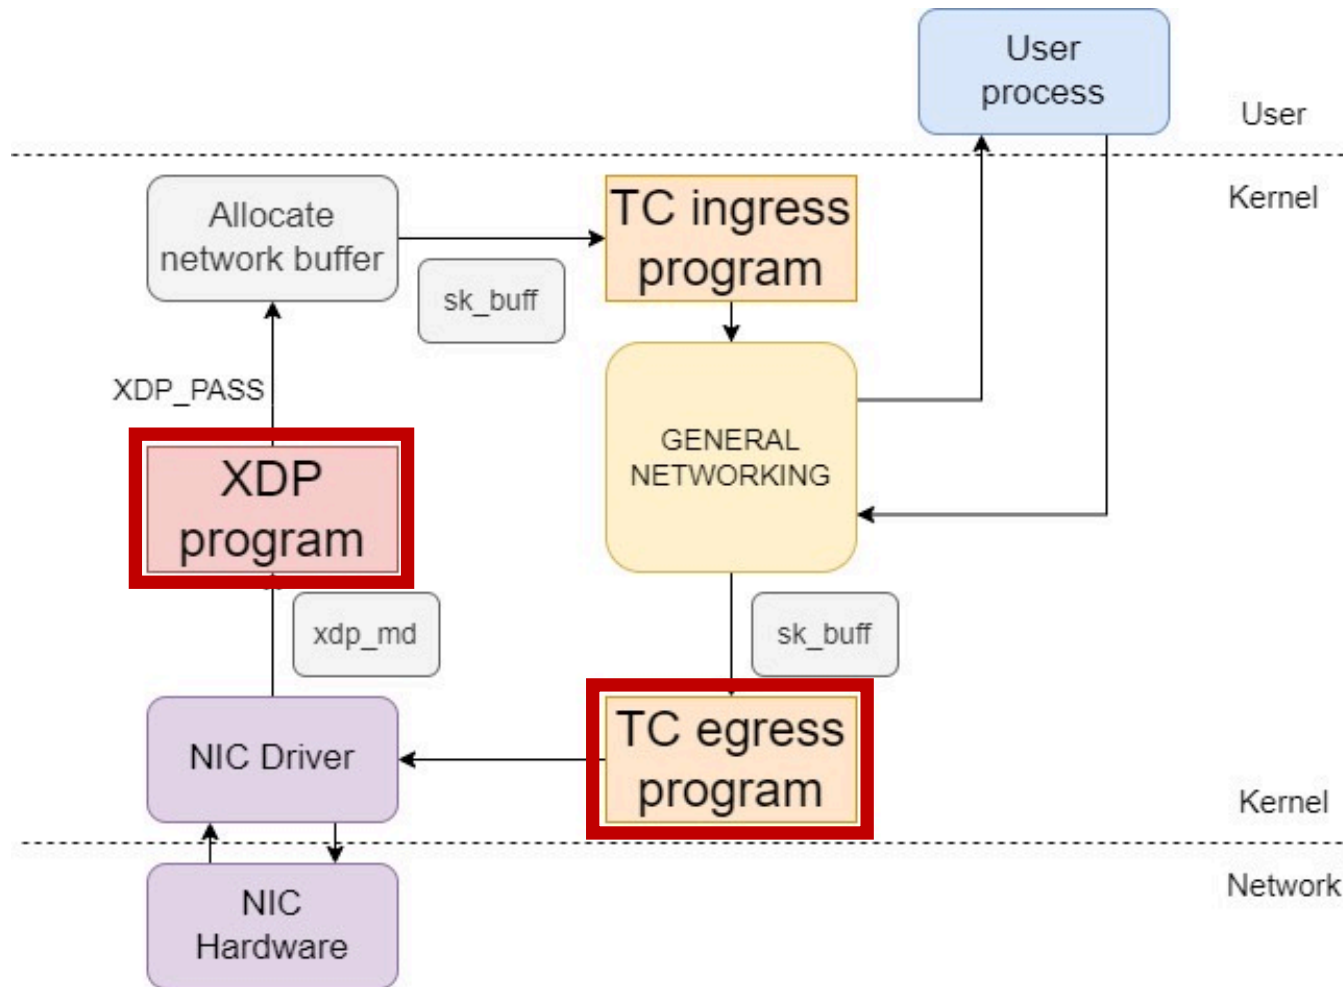 User
process
User
Kernel
Allocate
network buffer
sk_buff
TC ingress
program
XDP_PASS
GENERAL
NETWORKING
XDP
program
xdp_md
sk_buff
TC egress
program
NIC Driver
Kernel
Network
NIC
Hardware